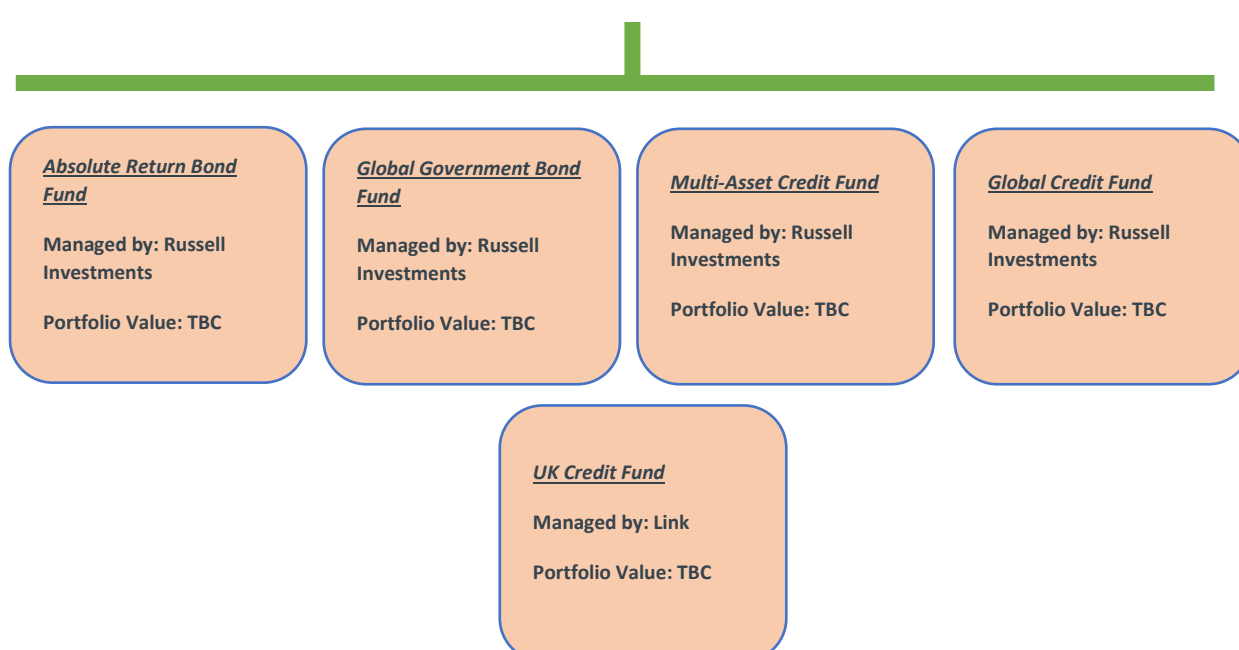 Absolute Return Bond
Fund
Managed by: Russell
Investments
Portfolio Value: TBC
Global Government Bond
Fund
Managed by: Russell
Investments
Portfolio Value: TBC
Multi-Asset Credit Fund
Managed by: Russell
Investments
Portfolio Value: TBC
Global Credit Fund
Managed by: Russell
Investments
Portfolio Value: TBC
UK Credit Fund
Managed by: Link
Portfolio Value: TBC